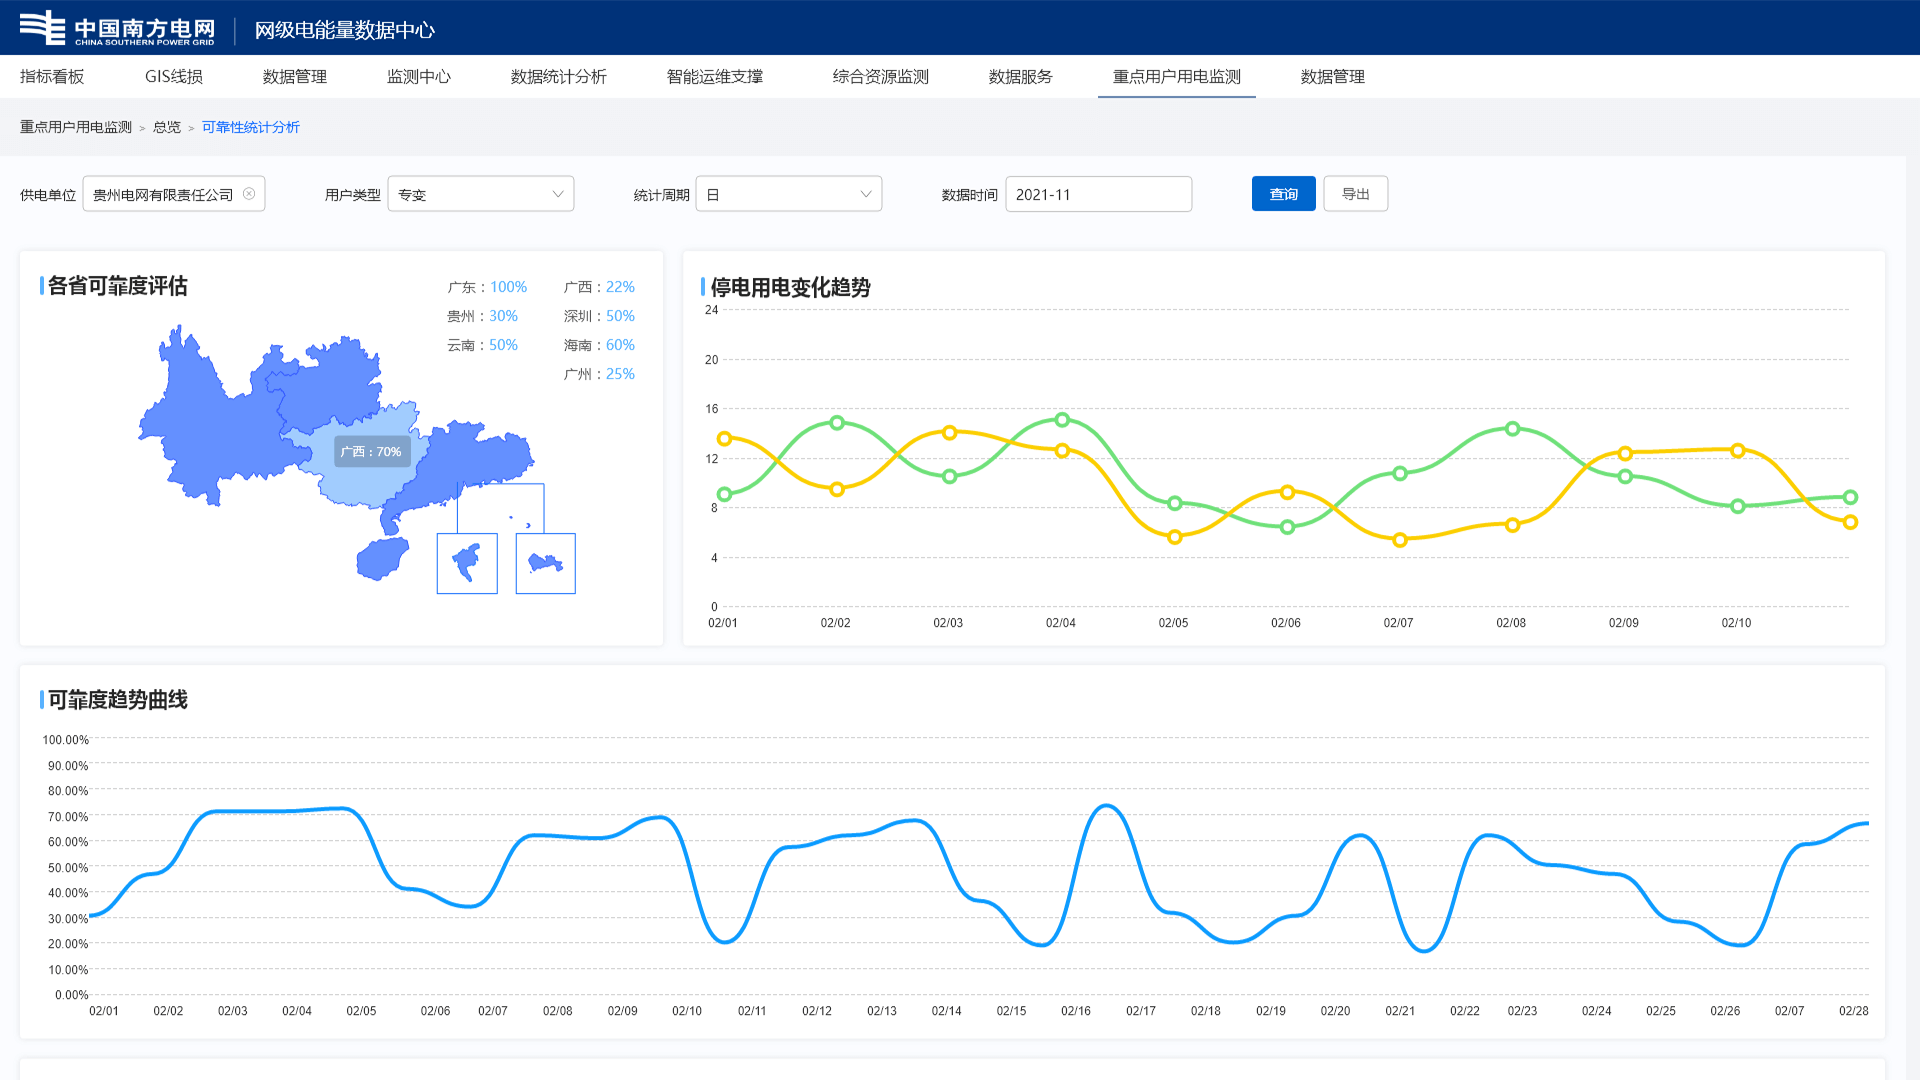 中国南方电网
CHINA SOUTHERN POWER GRID
网级电能量数据中心
指标看板 GIS线损 数据管理 监测中心 数据统计分析 智能运维支撑 综合资源监测 数据服务 重点用户用电监测 数据管理
重点用户用电监测 > 总览 > 可靠性统计分析
供电单位 贵州电网有限责任公司 用户类型 专变 统计周期 日 数据时间 2021-11 查询 导出
各省可靠度评估
广东：100% 广西：22%
贵州：30% 深圳：50%
云南：50% 海南：60%
广州：25%
广西：70%
停电用电变化趋势
24
20
16
12
8
4
0
02/01 02/02 02/03 02/04 02/05 02/06 02/07 02/08 02/09 02/10
可靠度趋势曲线
100.00%
90.00%
80.00%
70.00%
60.00%
50.00%
40.00%
30.00%
20.00%
10.00%
0.00%
02/01 02/02 02/03 02/04 02/05 02/06 02/07 02/08 02/09 02/10 02/11 02/12 02/13 02/14 02/15 02/16 02/17 02/18 02/19 02/20 02/21 02/22 02/23 02/24 02/25 02/26 02/07 02/28